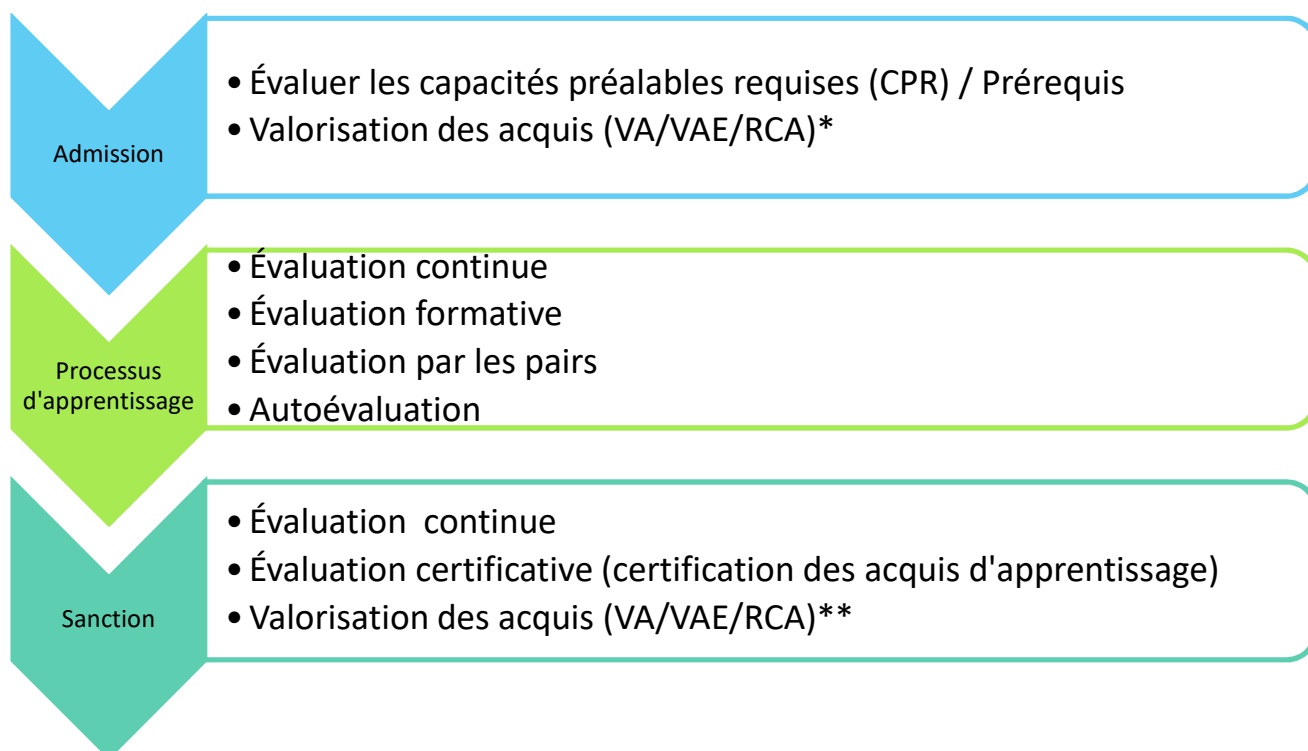 Admission
• Évaluer les capacités préalables requises (CPR) / Prérequis
• Valorisation des acquis (VA/VAE/RCA)*
Processus
d'apprentissage
• Évaluation continue
• Évaluation formative
• Évaluation par les pairs
• Autoévaluation
Sanction
• Évaluation  continue
• Évaluation certificative (certification des acquis d'apprentissage)
• Valorisation des acquis (VA/VAE/RCA)**